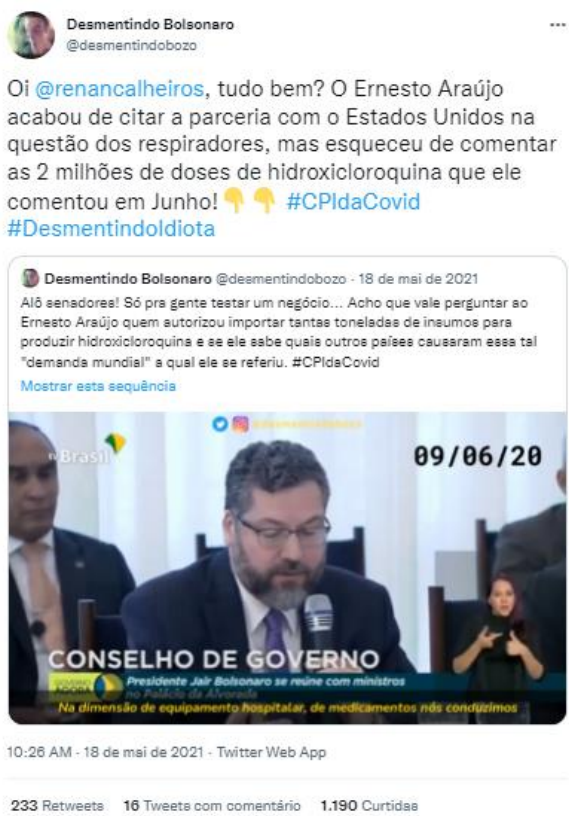 Desmentindo Bolsonaro
@desmentindobozo
Oi @renancalheiros, tudo bem? O Ernesto Araújo
acabou de citar a parceria com o Estados Unidos na
questão dos respiradores, mas esqueceu de comentar
as 2 milhões de doses de hidroxicloroquina que ele
comentou em Junho!👇👇 #CPIdaCovid
#DesmentindoIdiota
Desmentindo Bolsonaro @desmentindobozo · 18 de mai de 2021
Alô senadores! Só pra gente testar um negócio... Acho que vale perguntar ao
Ernesto Araújo quem autorizou importar tantas toneladas de insumos para
produzir hidroxicloroquina e se ele sabe quais outros países causaram essa tal
"demanda mundial" a qual ele se referiu. #CPIdaCovid
Mostrar esta sequência
@desmentindobozo
tvBrasil
09/06/20
CONSELHO DE GOVERNO
GOVERNO AGORA
Presidente Jair Bolsonaro se reúne com ministros
no Palácio da Alvorada
Na dimensão de equipamento hospitalar, de medicamentos nós conduzimos
10:26 AM · 18 de mai de 2021 · Twitter Web App
233 Retweets 16 Tweets com comentário 1.190 Curtidas